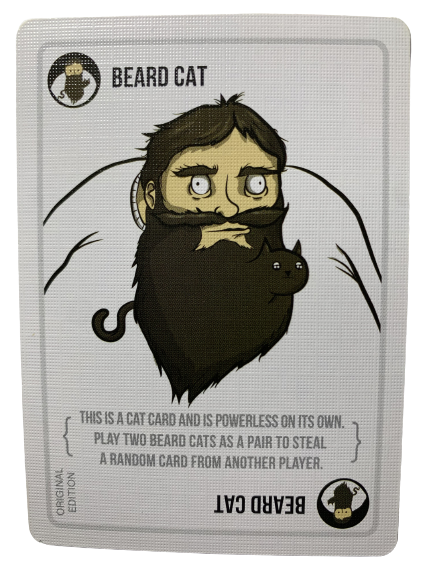 BEARD CAT
THIS IS A CAT CARD AND IS POWERLESS ON ITS OWN.
PLAY TWO BEARD CATS AS A PAIR TO STEAL
A RANDOM CARD FROM ANOTHER PLAYER.
ORIGINAL
EDITION
BEARD CAT